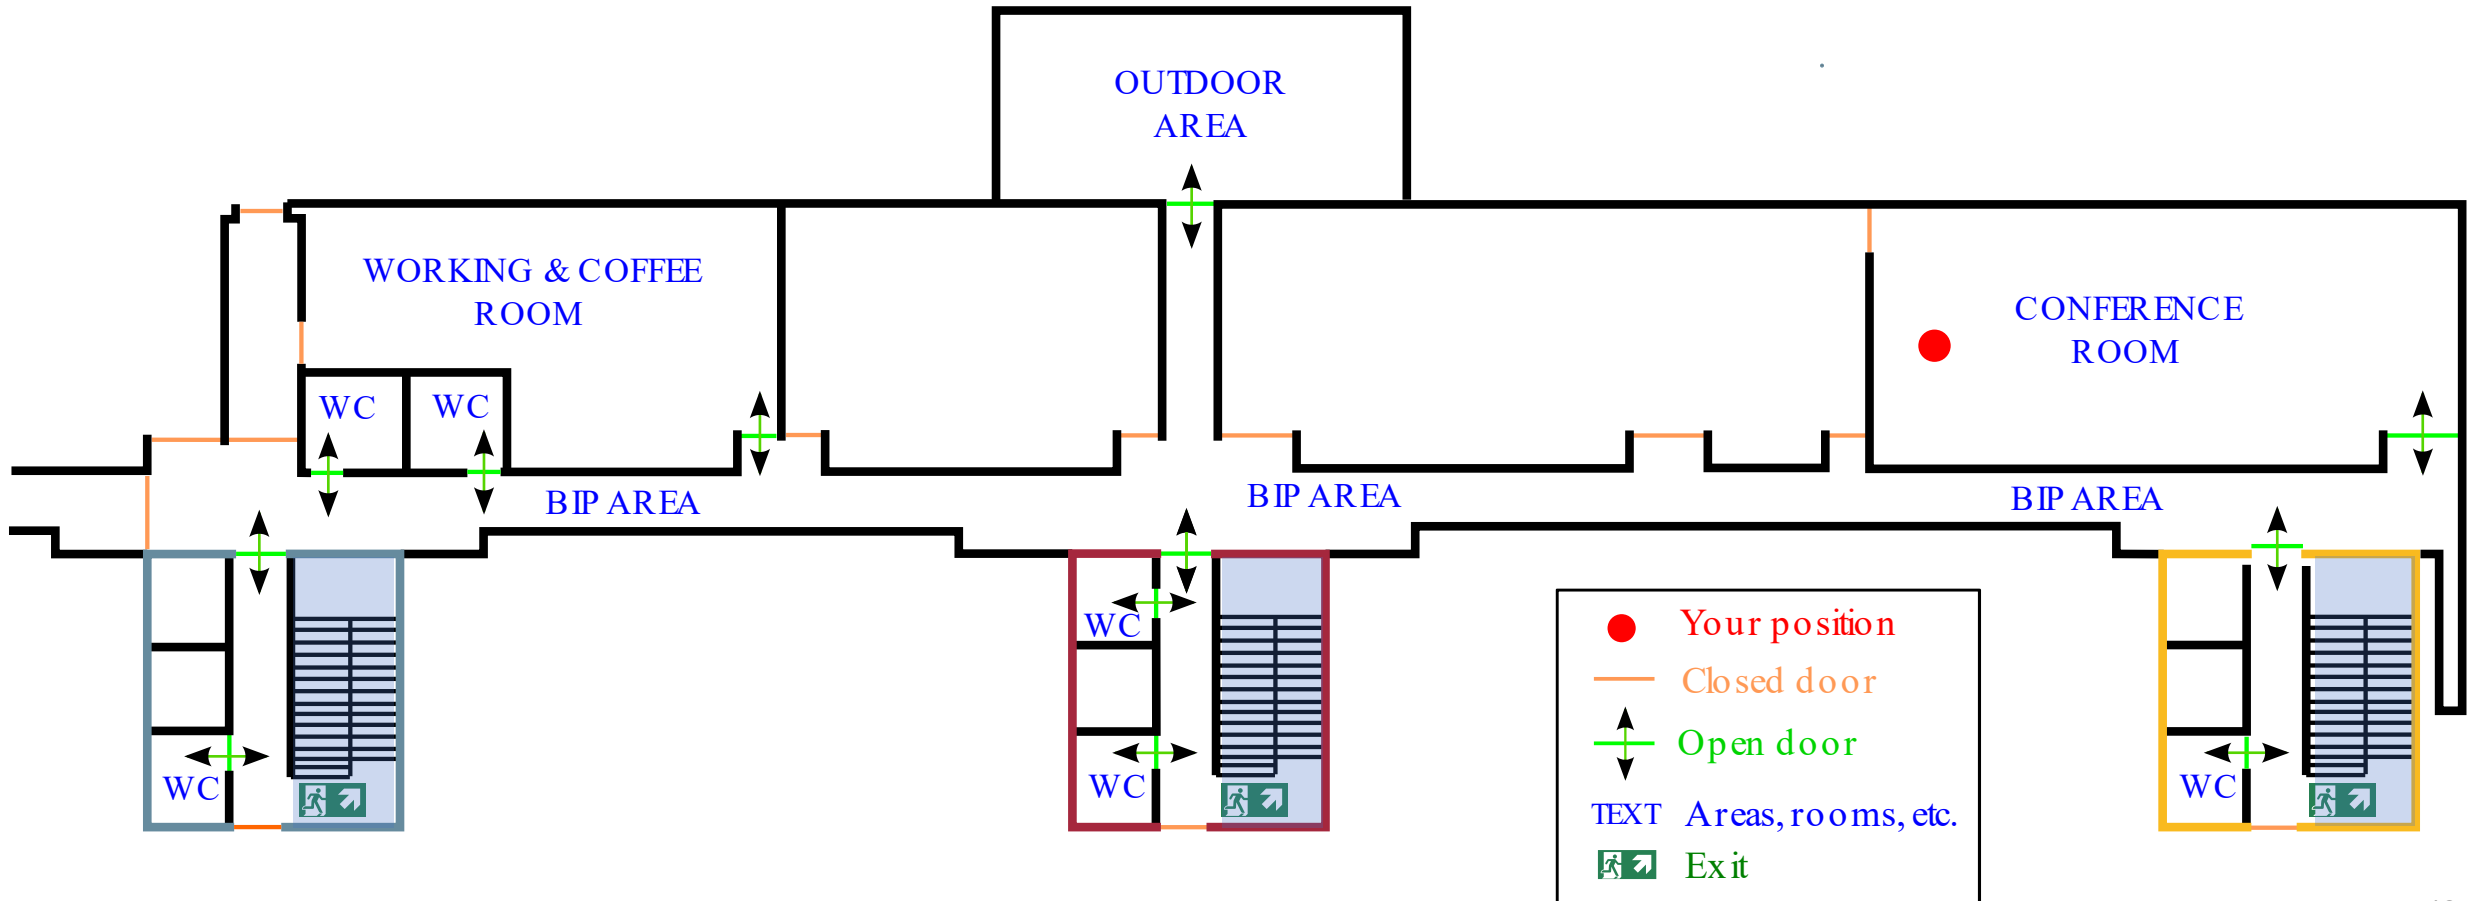 OUTDOOR
AREA
WORKING & COFFEE
ROOM
CONFERENCE
ROOM
WC
WC
BIP AREA
BIP AREA
BIP AREA
WC
WC
WC
WC
Your position
Closed door
Open door
TEXT Areas, rooms, etc.
Exit